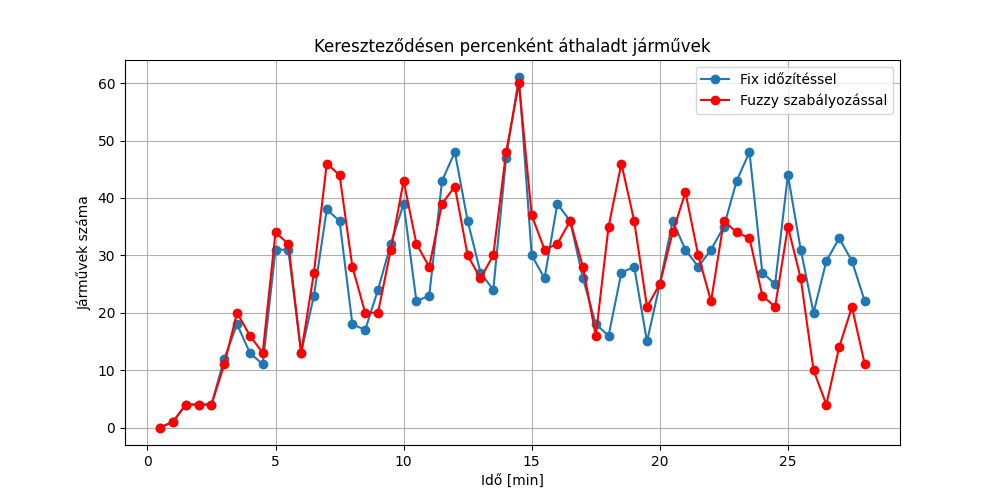 Kereszteződésen percenként áthaladt járművek
Fix időzítéssel
Fuzzy szabályozással
Járművek száma
60
50
40
30
20
10
0
0 5 10 15 20 25
Idő [min]